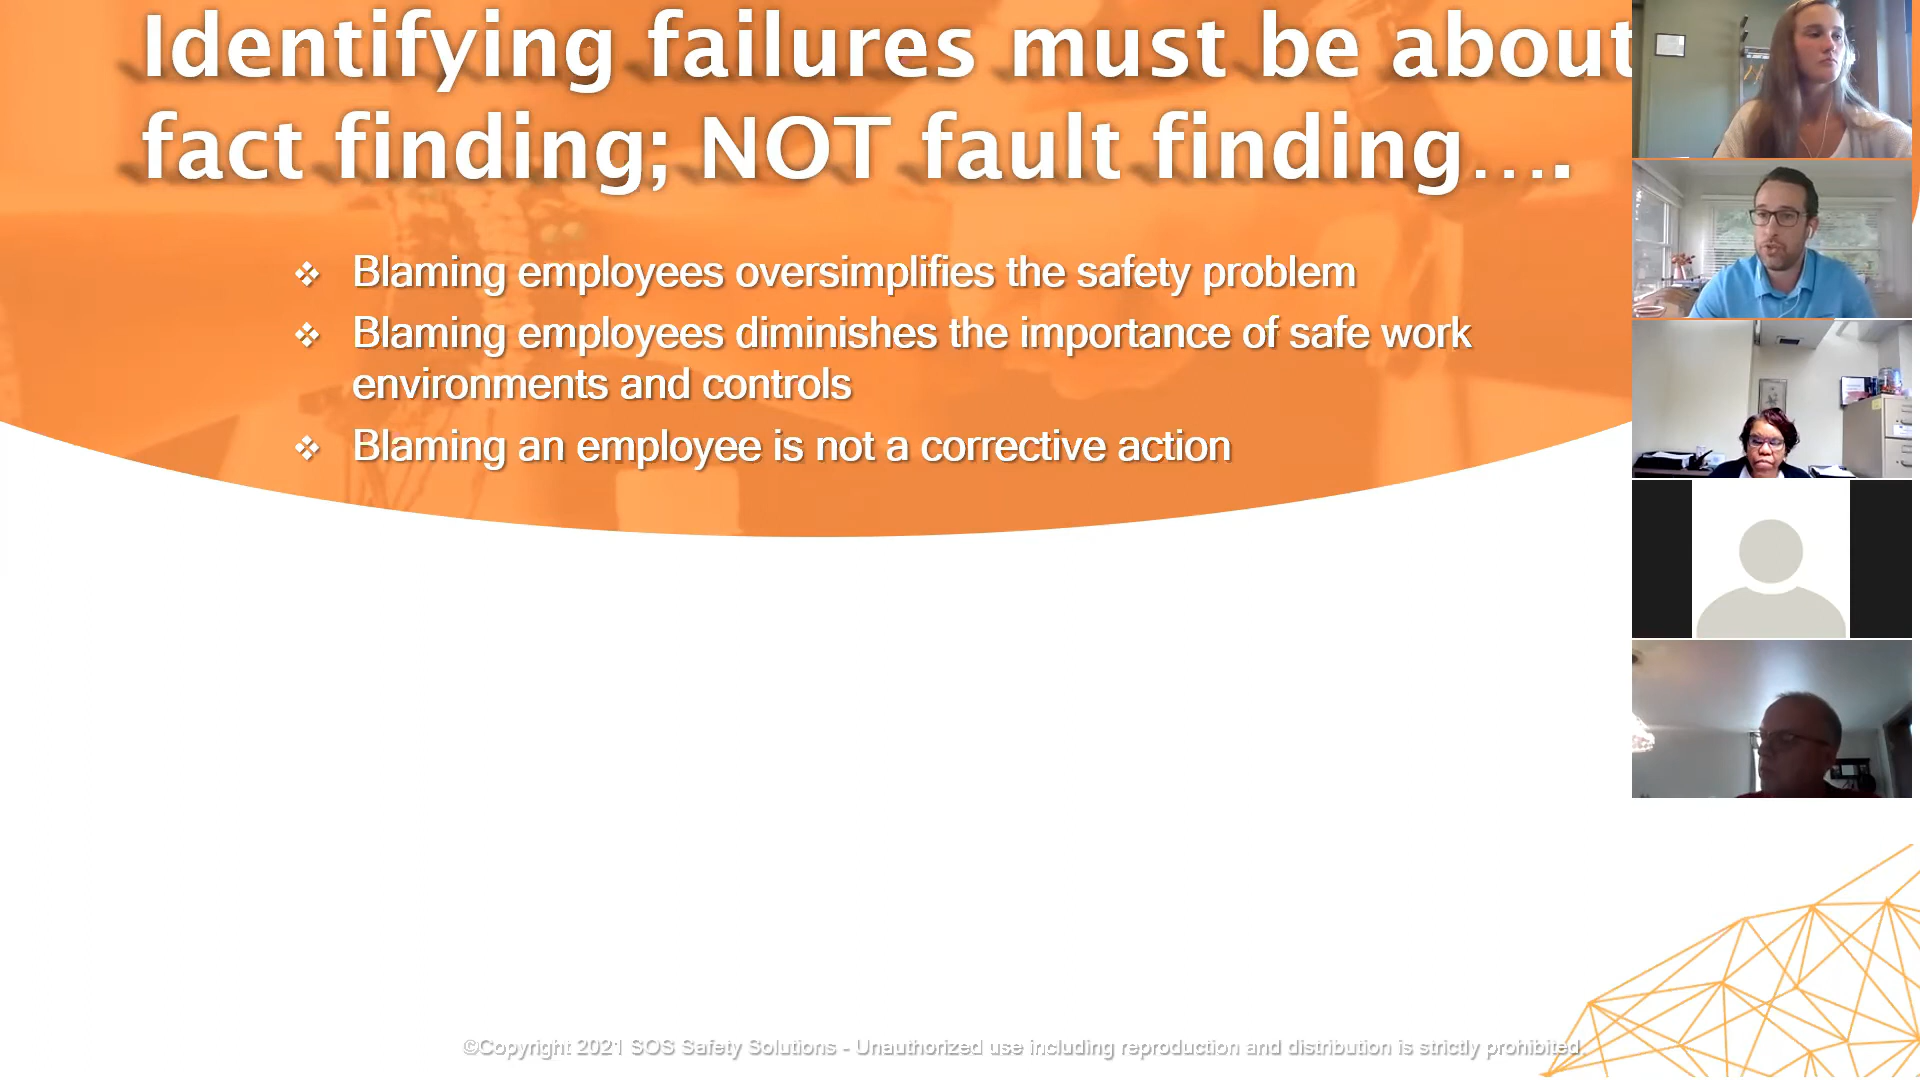 Identifying failures must be about
fact finding; NOT fault finding….
❖ Blaming employees oversimplifies the safety problem
❖ Blaming employees diminishes the importance of safe work
environments and controls
❖ Blaming an employee is not a corrective action
©Copyright 2021 SOS Safety Solutions - Unauthorized use including reproduction and distribution is strictly prohibited.